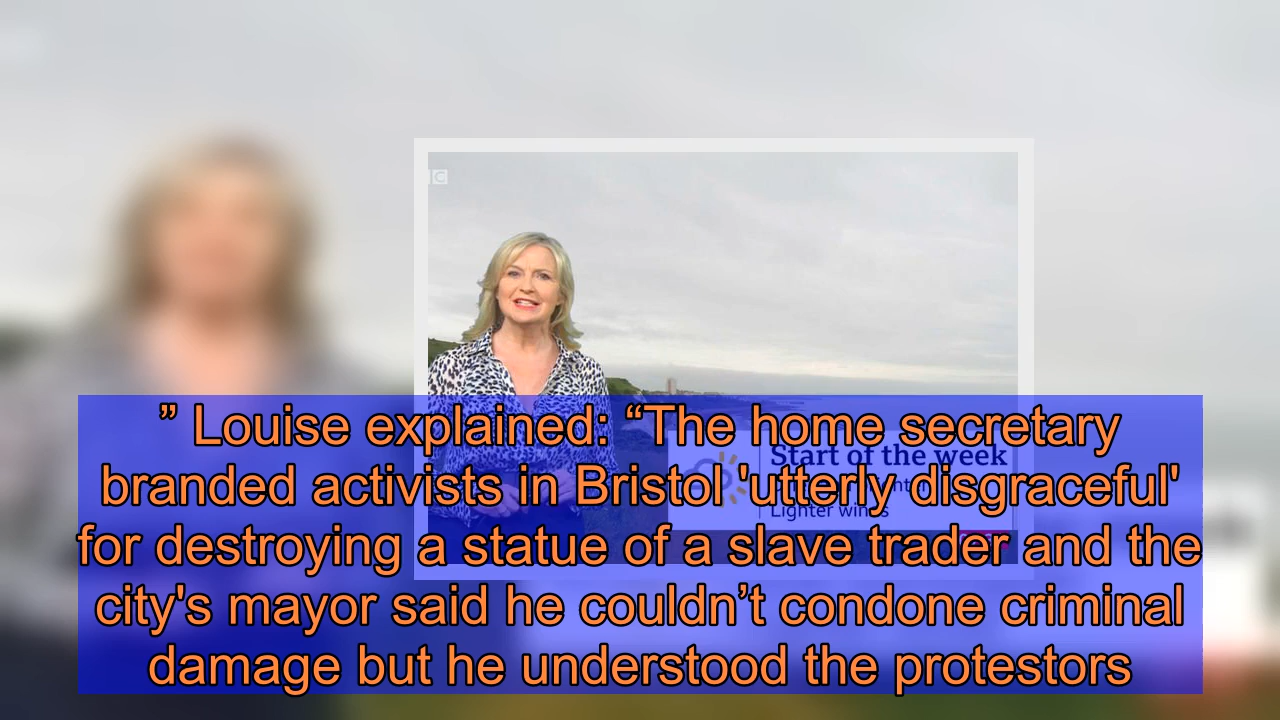 ” Louise explained: “The home secretary
branded activists in Bristol 'utterly disgraceful'
for destroying a statue of a slave trader and the
city's mayor said he couldn’t condone criminal
damage but he understood the protestors
C
Start of the week
Lighter winds